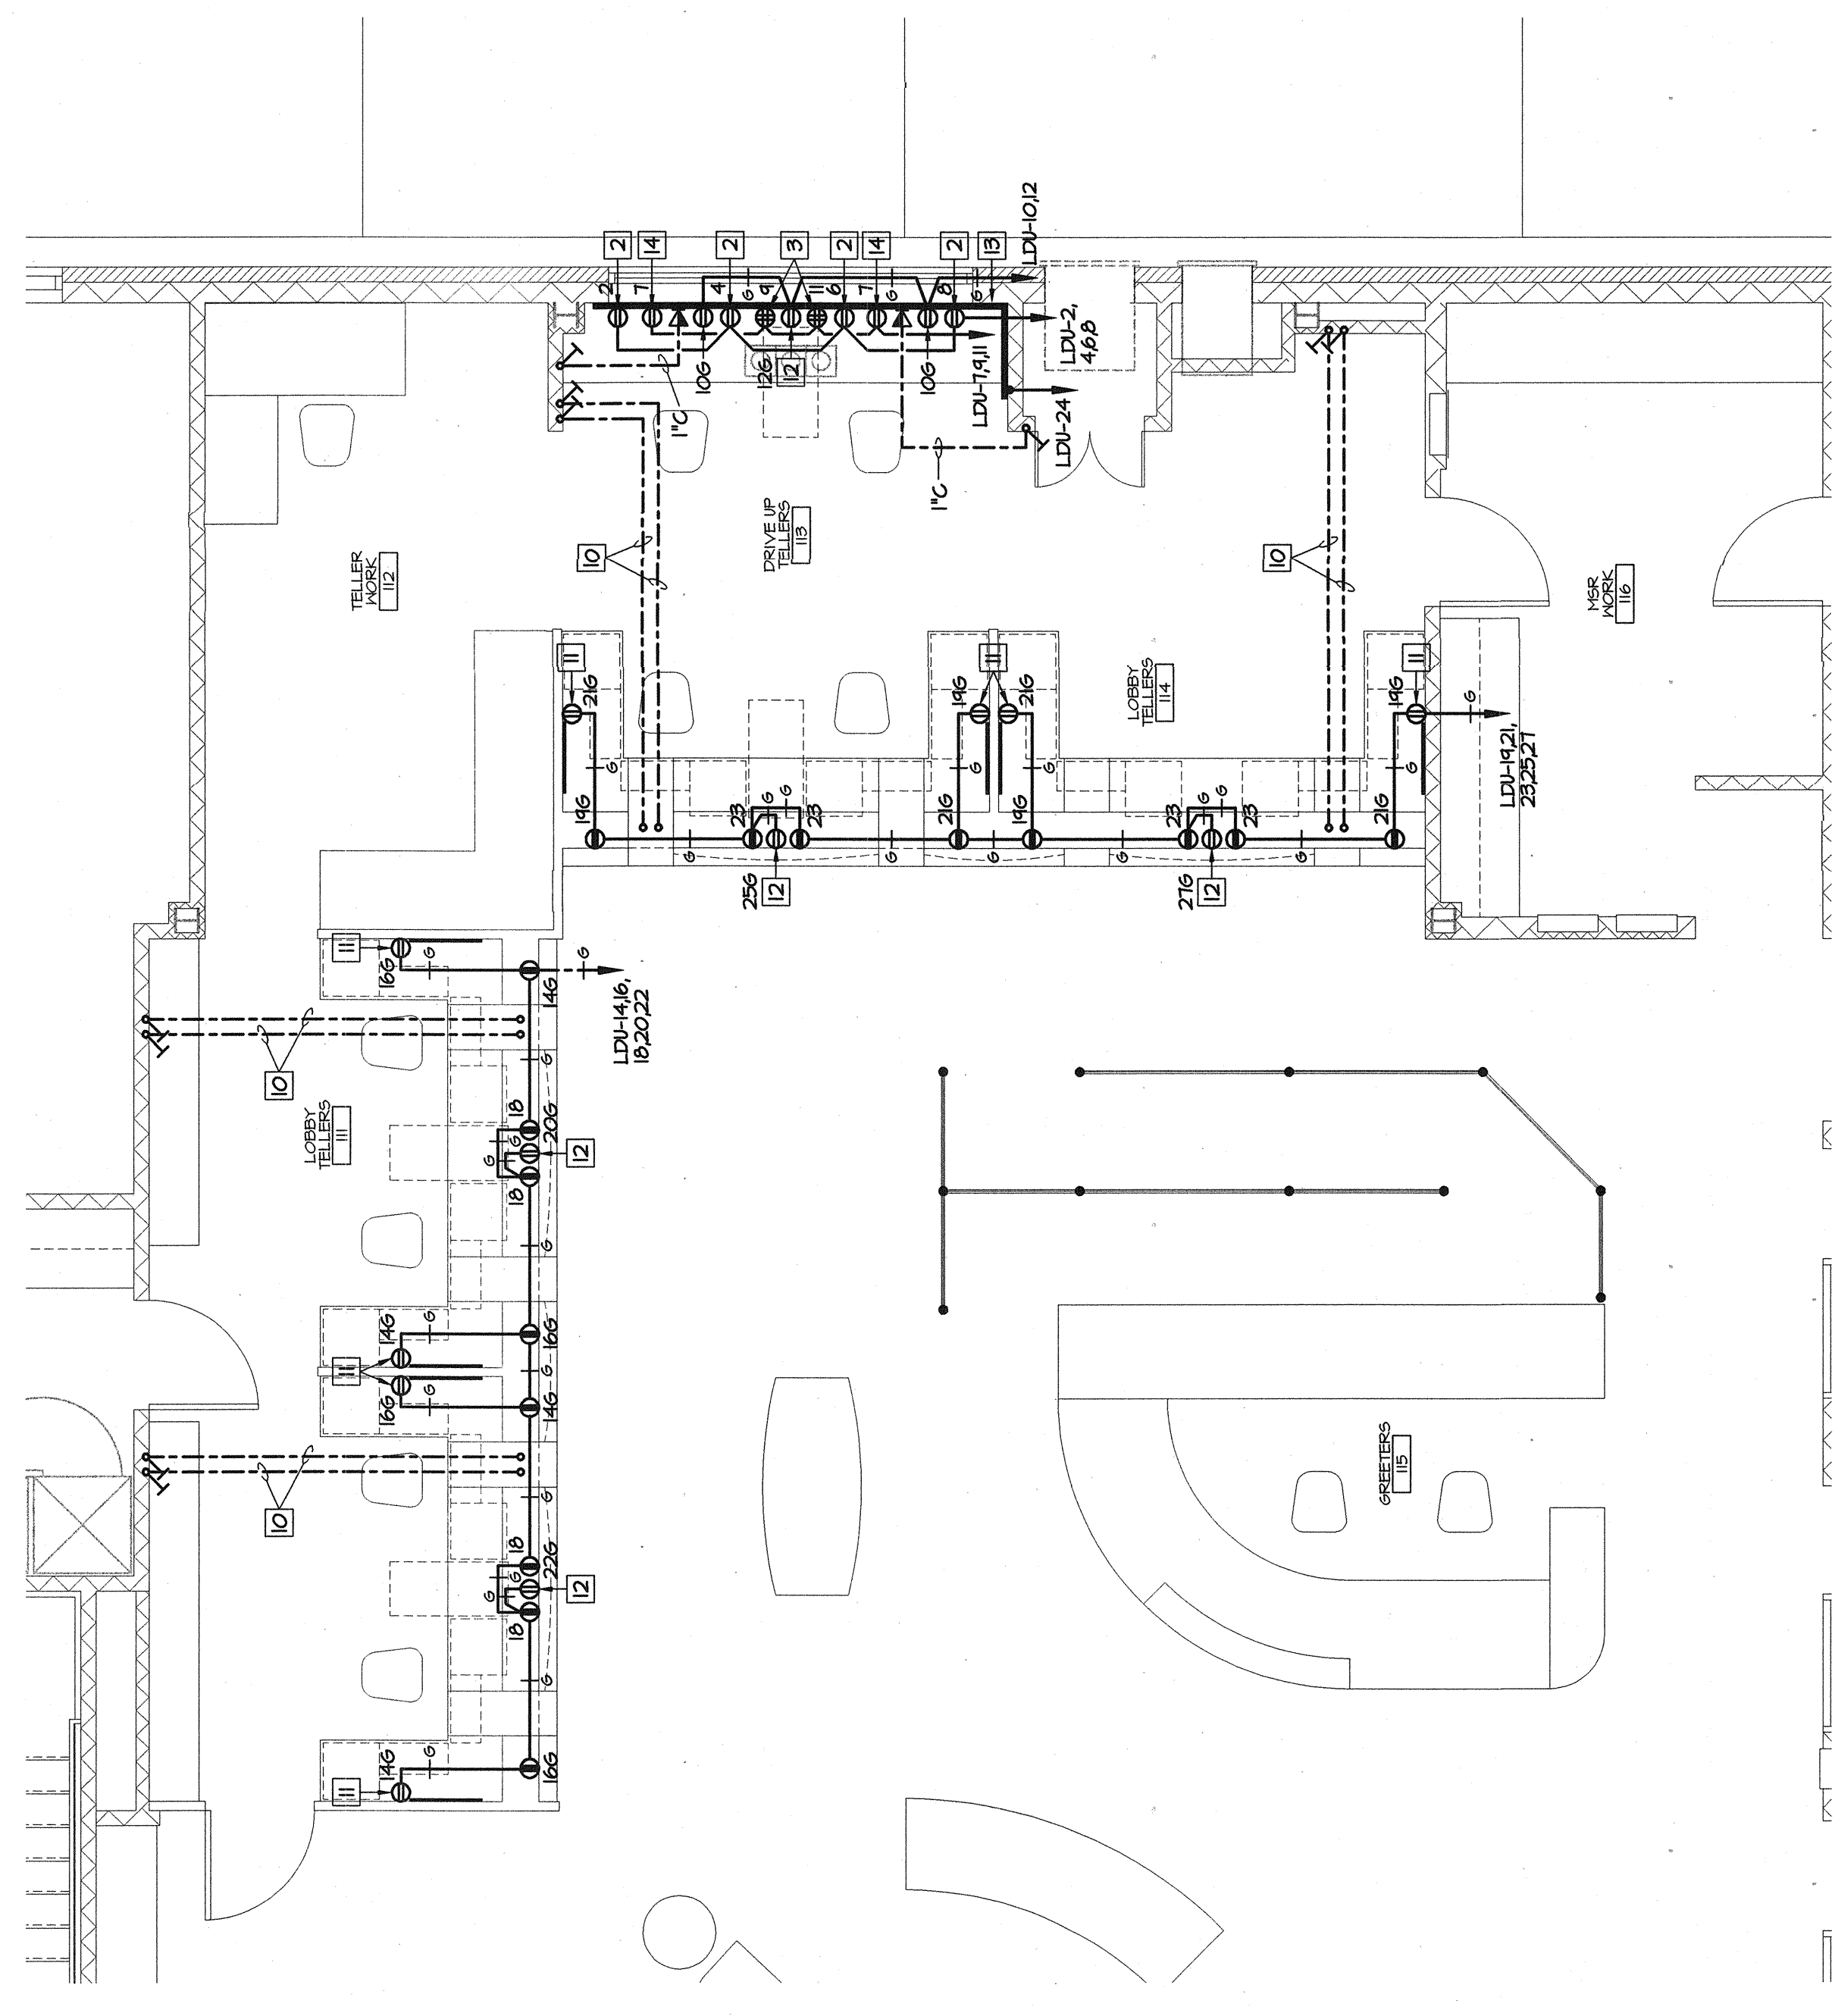 LDU-10,12
2
14
2
3
2
14
2
13
2
7
4
G
9
11
6
7
G
8
G
LDU-2,
4,6,8
10G
12G
12
10G
LDU-7,9,11
1"C
LDU-24
1"C
10
10
DRIVE UP
TELLERS
113
TELLER
WORK
112
MSR
WORK
116
LOBBY
TELLERS
114
11
21G
11
19G
21G
11
19G
G
LDU-19,21,
23,25,27
G
G
G
G
19G
23
G
G
23
21G
19G
23
G
G
23
21G
G
G
G
G
G
25G
12
27G
12
11
16G
G
14G
G
LDU-14,16,
18,20,22
10
G
LOBBY
TELLERS
111
18
20G
G
G
12
18
G
14G
G
16G
11
G
16G
G
14G
10
G
18
22G
G
G
12
18
G
14G
G
16G
11
GREETERS
115